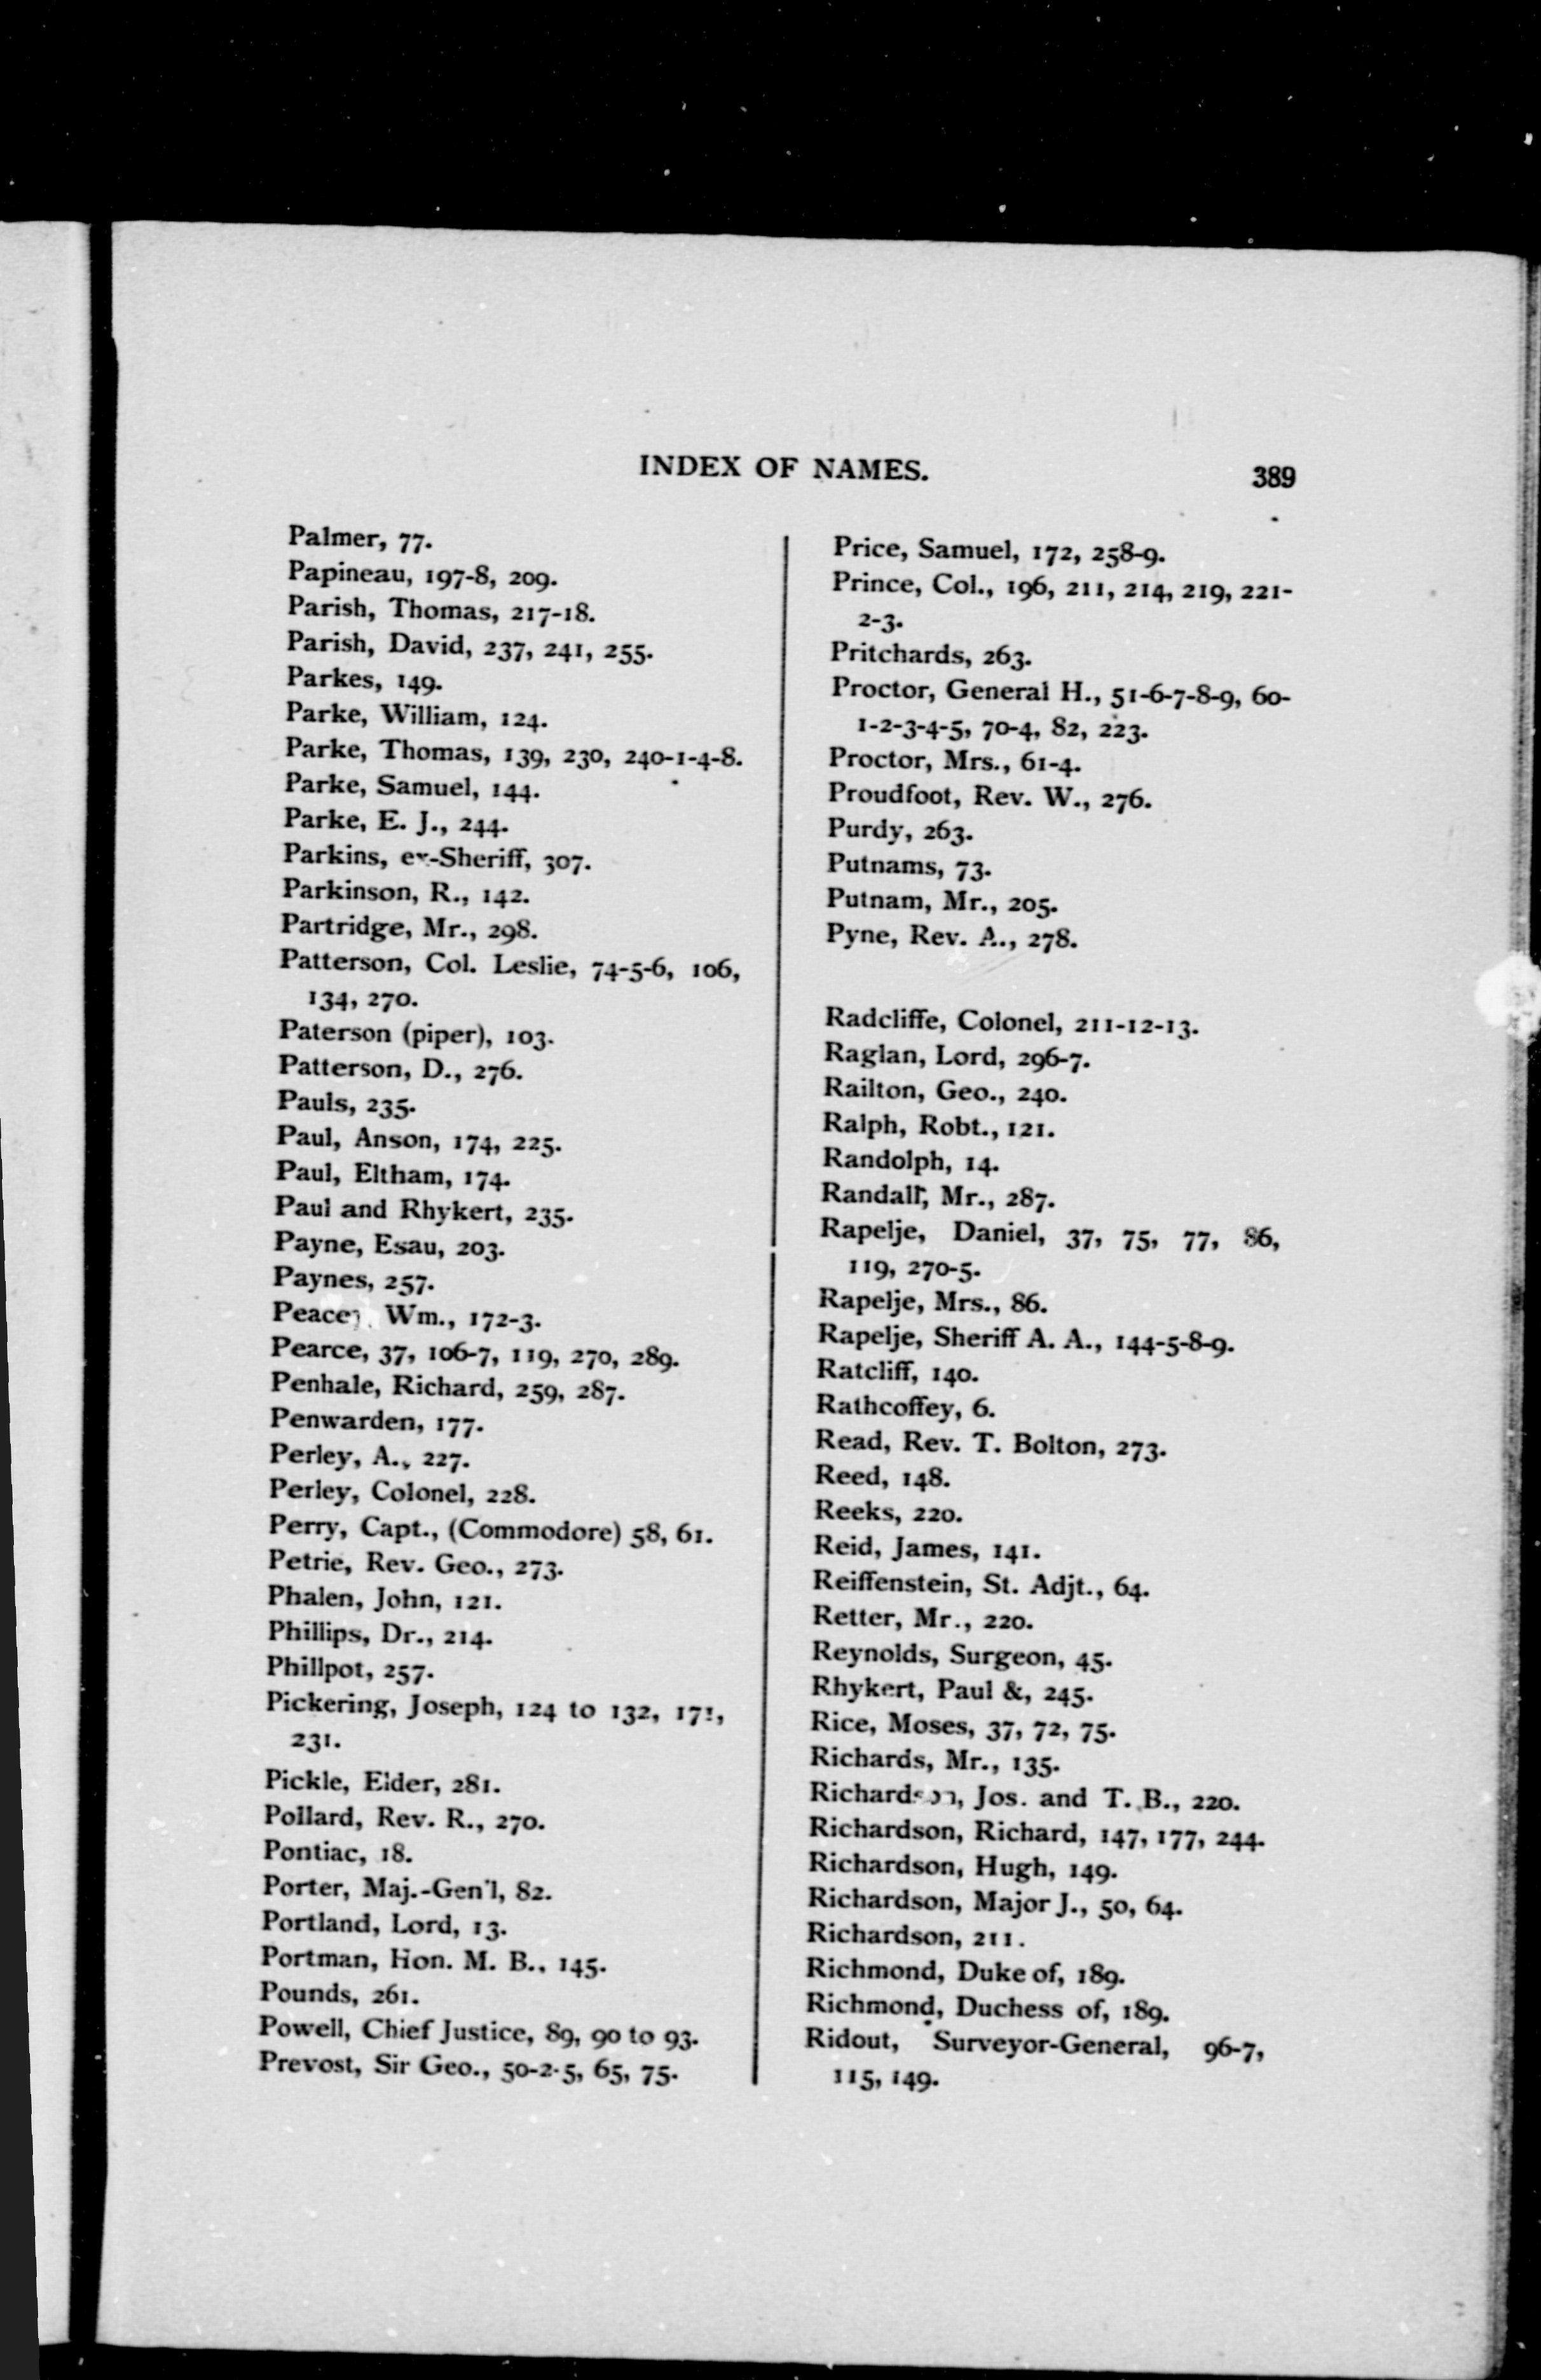 INDEX OF NAMES. 389
Palmer, 77.
Papineau, 197-8, 209.
Parish, Thomas, 217-18.
Parish, David, 237, 241, 255.
Parkes, 149.
Parke, William, 124.
Parke, Thomas, 139, 230, 240-1-4-8.
Parke, Samuel, 144.
Parke, E. J., 244.
Parkins, ex-Sheriff, 307.
Parkinson, R., 142.
Partridge, Mr., 298.
Patterson, Col. Leslie, 74-5-6, 106,
134, 270.
Paterson (piper), 103.
Patterson, D., 276.
Pauls, 235.
Paul, Anson, 174, 225.
Paul, Eltham, 174.
Paul and Rhykert, 235.
Payne, Esau, 203.
Paynes, 257.
Wm., 172-3.
Pearce, 37, 106-7, 119, 270, 289.
Penhale, Richard, 259, 287.
Penwarden, 177.
Perley, A., 227.
Perley, Colonel, 228.
Perry, Capt., (Commodore) 58, 61.
Petrie, Rev. Geo., 273.
Phalen, John, 121.
Phillips, Dr., 214.
Phillpot, 257.
Pickering, Joseph, 124 to 132, 171,
231.
Pickle, Elder, 281.
Pollard, Rev. R., 270.
Pontiac, 18.
Porter, Maj.-Gen'l, 82.
Portland, Lord, 13.
Portman, Hon. M. B., 145.
Pounds, 261.
Powell, Chief Justice, 89, 90 to 93.
Prevost, Sir Geo., 50-2-5, 65, 75.
Price, Samuel, 172, 258-9.
Prince, Col., 196, 211, 214, 219, 221-
2-3.
Pritchards, 263.
Proctor, General H., 51-6-7-8-9, 60-
1-2-3-4-5, 70-4, 82, 223.
Proctor, Mrs., 61-4.
Proudfoot, Rev. W., 276.
Purdy, 263.
Putnams, 73.
Putnam, Mr., 205.
Pyne, Rev. A., 278.
Radcliffe, Colonel, 211-12-13.
Raglan, Lord, 296-7.
Railton, Geo., 240.
Ralph, Robt., 121.
Randolph, 14.
Randall, Mr., 287.
Rapelje, Daniel, 37, 75, 77, 86,
119, 270-5.
Rapelje, Mrs., 86.
Rapelje, Sheriff A. A., 144-5-8-9.
Ratcliff, 140.
Rathcoffey, 6.
Read, Rev. T. Bolton, 273.
Reed, 148.
Reeks, 220.
Reid, James, 141.
Reiffenstein, St. Adjt., 64.
Retter, Mr., 220.
Reynolds, Surgeon, 45.
Rhykert, Paul &, 245.
Rice, Moses, 37, 72, 75.
Richards, Mr., 135.
Richardson, Jos. and T. B., 220.
Richardson, Richard, 147, 177, 244.
Richardson, Hugh, 149.
Richardson, Major J., 50, 64.
Richardson, 211.
Richmond, Duke of, 189.
Richmond, Duchess of, 189.
Ridout, Surveyor-General, 96-7,
115, 149.